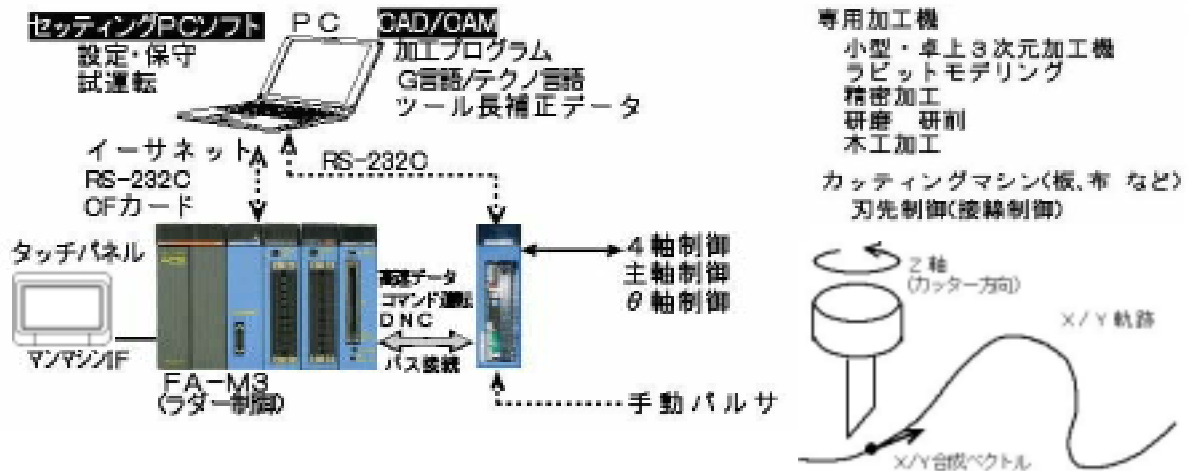 セッティングPCソフト
設定・保守
試運転
PC
CAD/CAM
加工プログラム
G言語/テクノ言語
ツール長補正データ
イーサネット
RS-232C
CFカード
RS-232C
タッチパネル
マンマシンIF
FA-M3
(ラダー制御)
高速データ
コマンド運転
DNC
バス接続
4軸制御
主軸制御
θ軸制御
手動パルサ
専用加工機
小型・卓上3次元加工機
ラピットモデリング
精密加工
研磨 研削
木工加工
カッティングマシン(板、布 など)
刃先制御(接線制御)
Z軸
(カッター方向)
X/Y軌跡
X/Y合成ベクトル